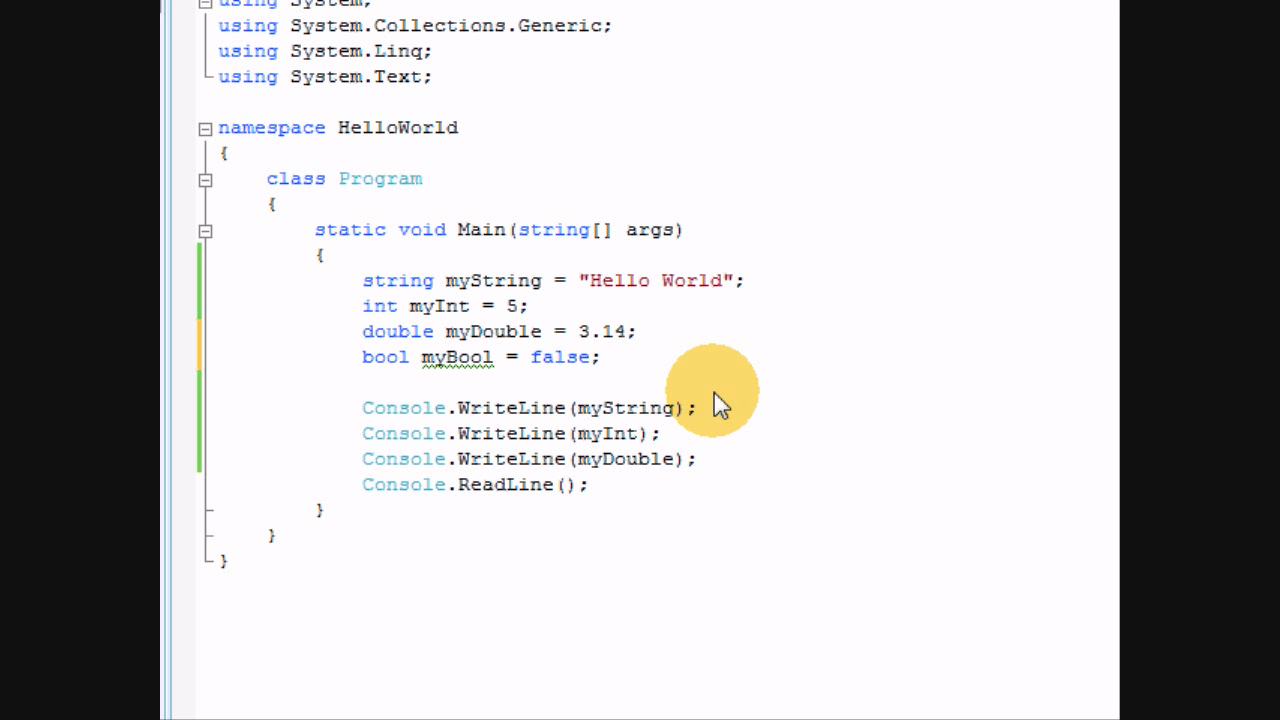 using System;
using System.Collections.Generic;
using System.Linq;
using System.Text;
namespace HelloWorld
{
class Program
{
static void Main(string[] args)
{
string myString = "Hello World";
int myInt = 5;
double myDouble = 3.14;
bool myBool = false;
Console.WriteLine(myString);
Console.WriteLine(myInt);
Console.WriteLine(myDouble);
Console.ReadLine();
}
}
}